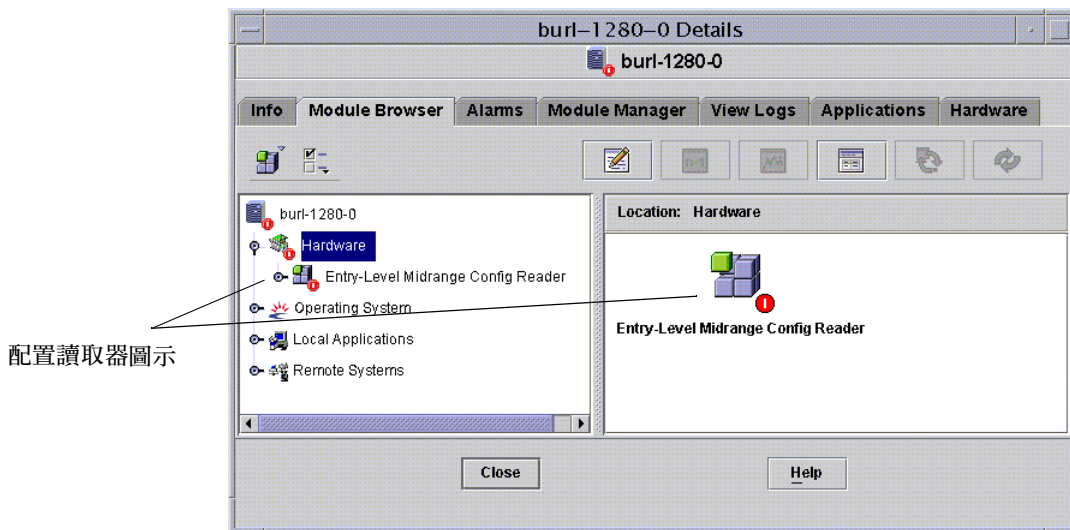 burl-1280-0 Details
burl-1280-0
Info Module Browser Alarms Module Manager View Logs Applications Hardware
burl-1280-0
Hardware
Entry-Level Midrange Config Reader
Operating System
Local Applications
Remote Systems
Location: Hardware
Entry-Level Midrange Config Reader
配置讀取器圖示
Close Help